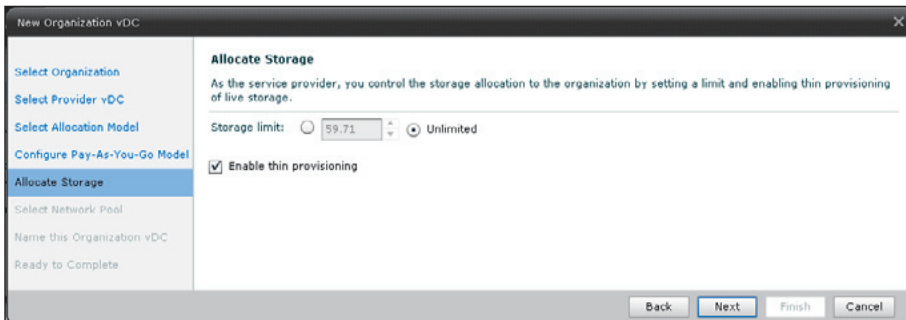 New Organization vDC
Select Organization
Select Provider vDC
Select Allocation Model
Configure Pay-As-You-Go Model
Allocate Storage
Select Network Pool
Name this Organization vDC
Ready to Complete
Allocate Storage
As the service provider, you control the storage allocation to the organization by setting a limit and enabling thin provisioning
of live storage.
Storage limit: 59.71 Unlimited
Enable thin provisioning
Back Next Finish Cancel